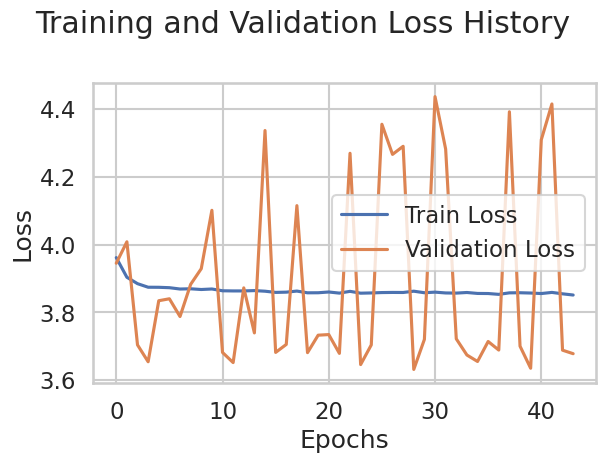 Training and Validation Loss History
4.4
4.2
4.0
3.8
3.6
Loss
Train Loss
Validation Loss
0
10
20
30
40
Epochs